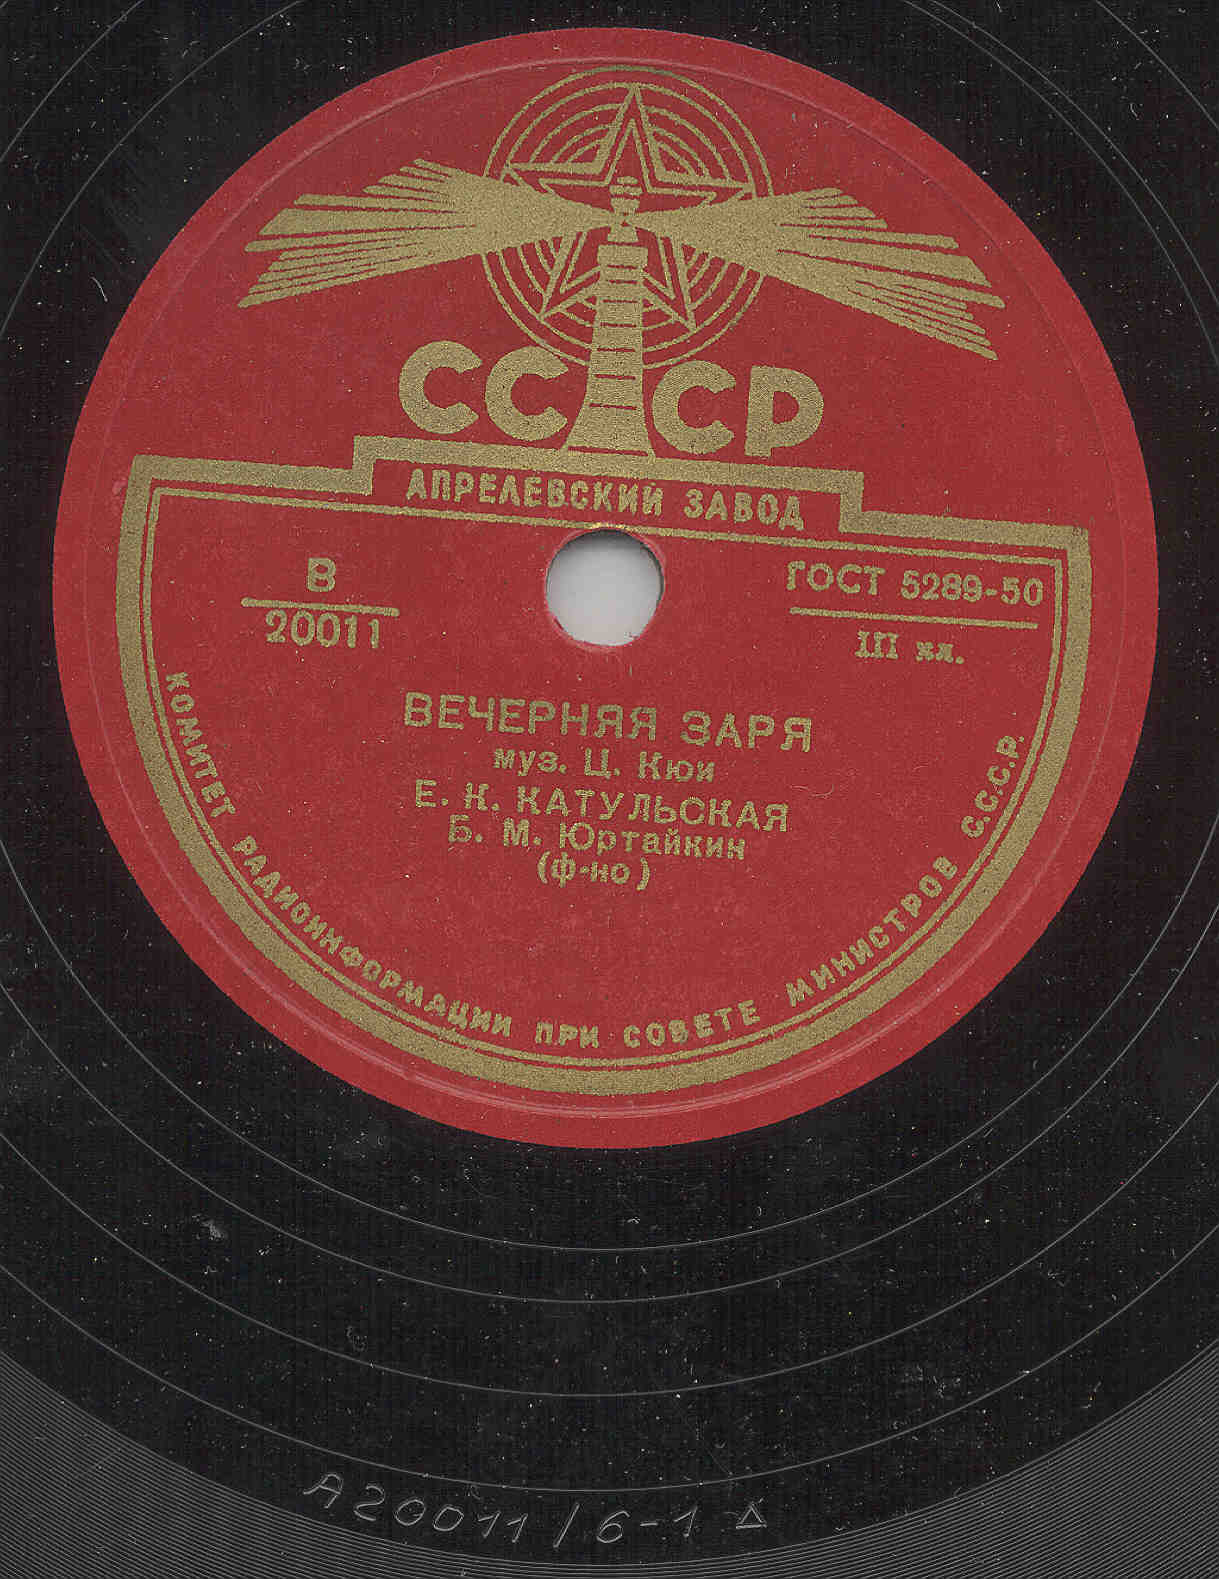 СССР
АПРЕЛЕВСКИЙ ЗАВОД
В
20011
ГОСТ 5289-50
III кл.
ВЕЧЕРНЯЯ ЗАРЯ
муз. Ц. Кюи
Е. К. КАТУЛЬСКАЯ
Б. М. Юртайкин
(ф-но)
КОМИТЕТ РАДИОИНФОРМАЦИИ ПРИ СОВЕТЕ МИНИСТРОВ С.С.С.Р.
А20011/6-1 Δ